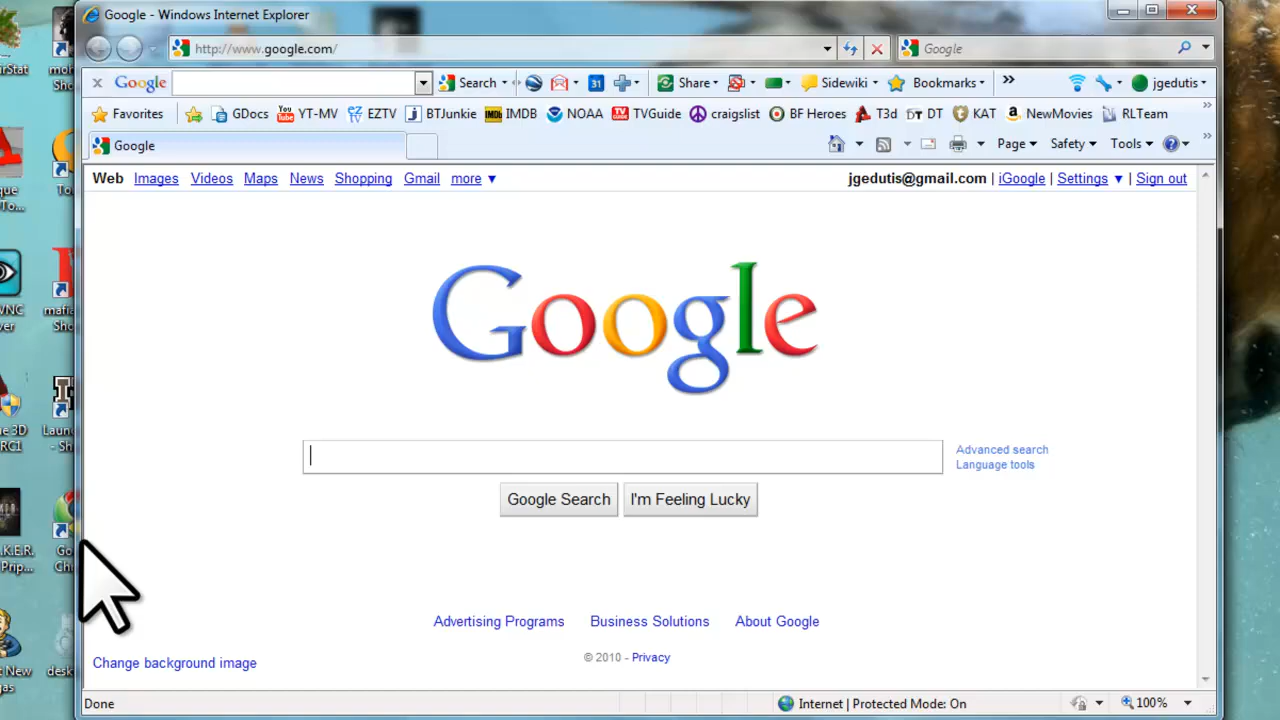 Google - Windows Internet Explorer
http://www.google.com/
Google
Google
Search
Share
Sidewiki
Bookmarks
»
jgedutis
Favorites
GDocs
YT-MV
EZTV
BTJunkie
IMDB
NOAA
TVGuide
craigslist
BF Heroes
T3d
DT
KAT
NewMovies
RLTeam
»
Google
Page
Safety
Tools
»
Web Images Videos Maps News Shopping Gmail more ▼
jgedutis@gmail.com | iGoogle | Settings ▼ | Sign out
Google
Advanced search
Language tools
Google Search
I'm Feeling Lucky
Advertising Programs
Business Solutions
About Google
Change background image
© 2010 - Privacy
Done
Internet | Protected Mode: On
100%